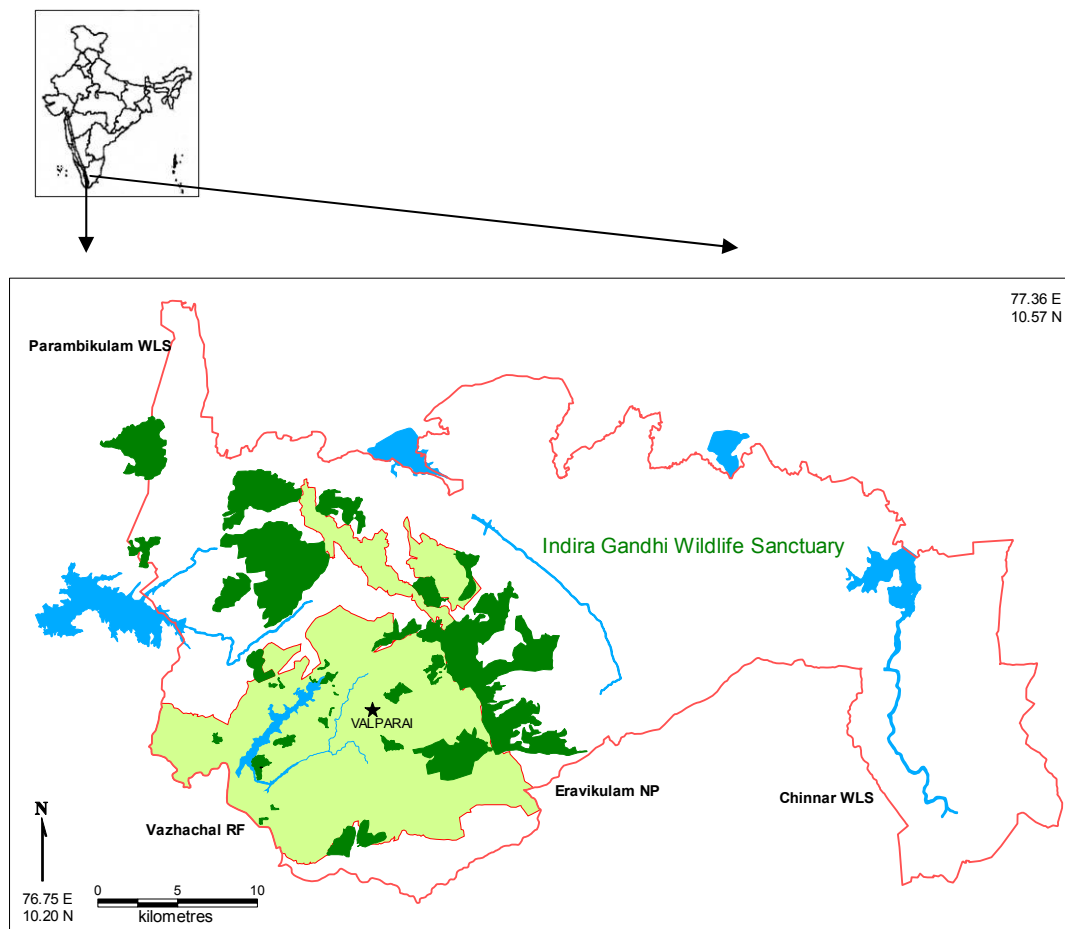 77.36 E
10.57 N
Parambikulam WLS
Indira Gandhi Wildlife Sanctuary
VALPARAI
Eravikulam NP
Chinnar WLS
Vazhachal RF
N
76.75 E
10.20 N
0 5 10
kilometres